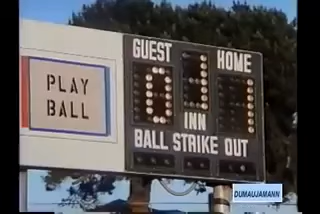 PLAY
BALL
GUEST HOME
INN
BALL STRIKE OUT
DUMAUJAMANN